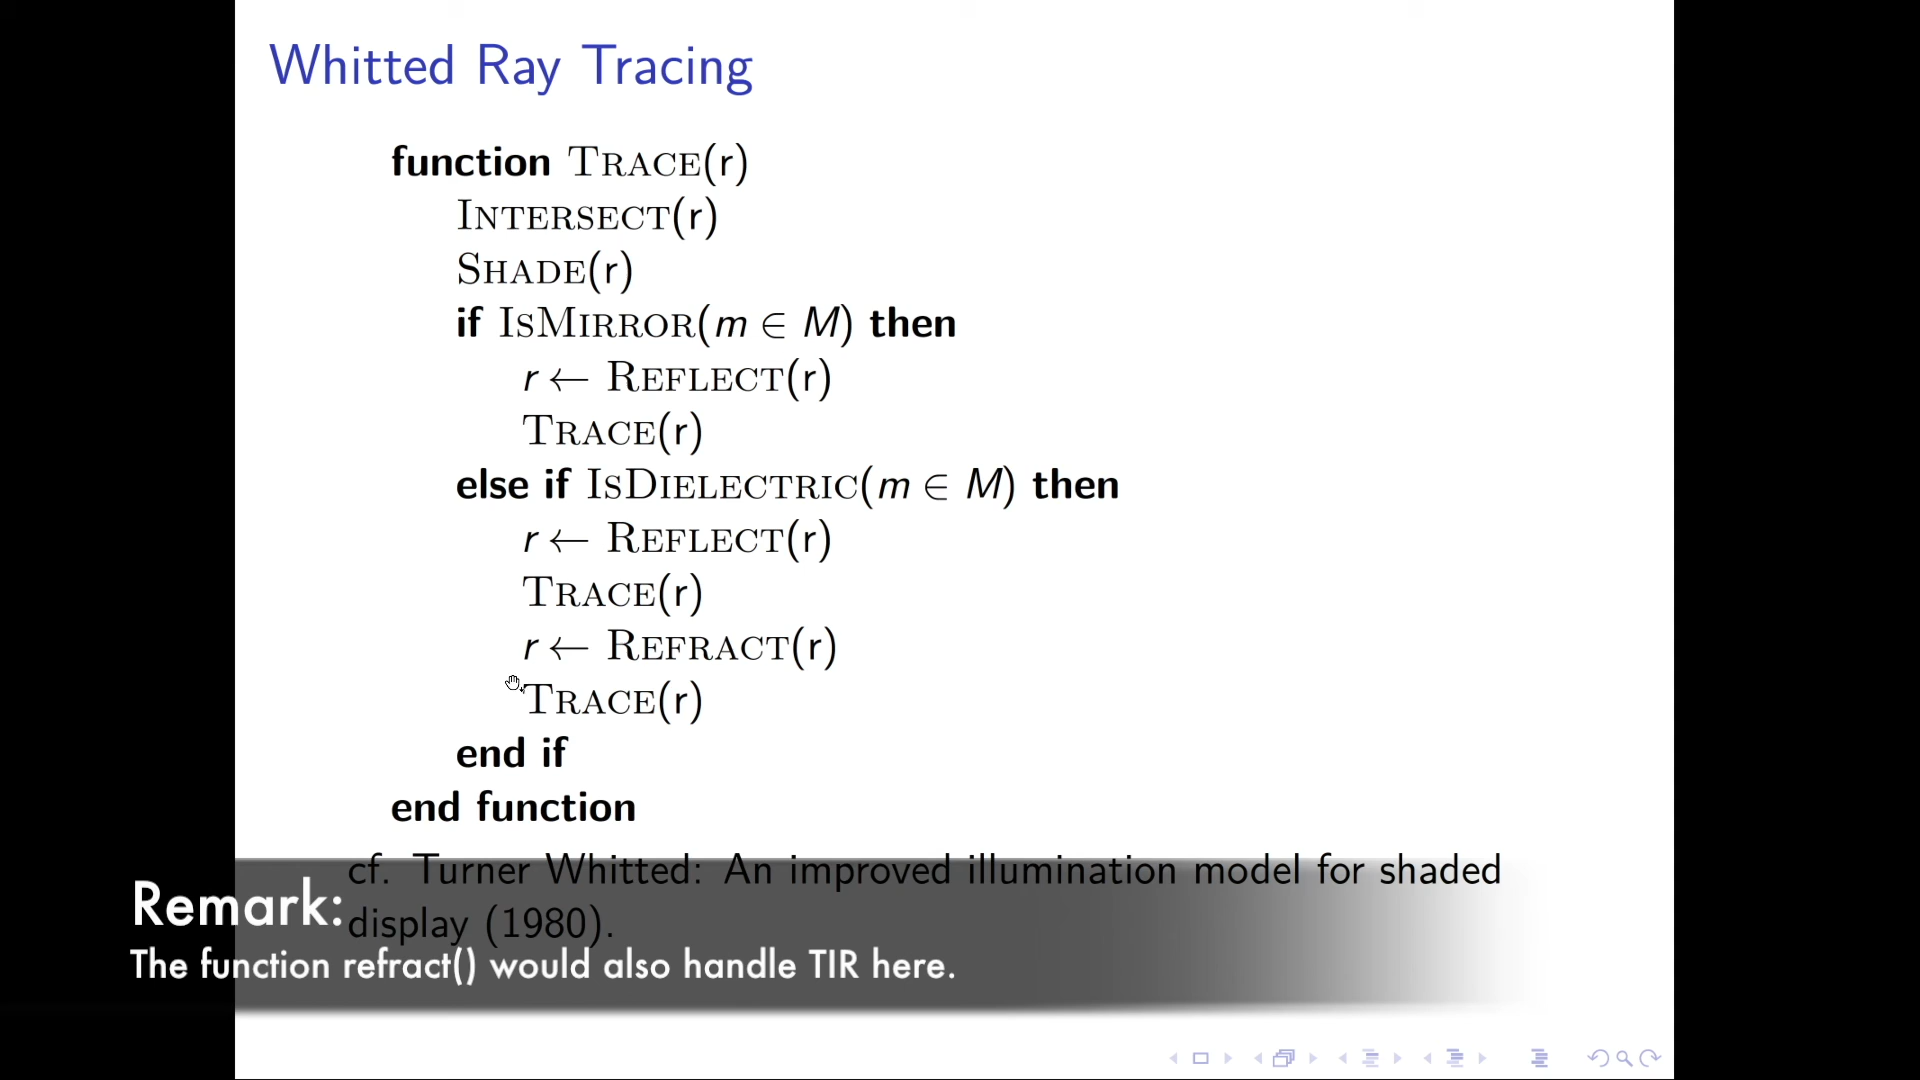 Whitted Ray Tracing
function TRACE(r)
INTERSECT(r)
SHADE(r)
if ISMIRROR(m ∈ M) then
r ← REFLECT(r)
TRACE(r)
else if ISDIELECTRIC(m ∈ M) then
r ← REFLECT(r)
TRACE(r)
r ← REFRACT(r)
TRACE(r)
end if
end function
cf. Turner Whitted: An improved illumination model for shaded
display (1980).
Remark:
The function refract() would also handle TIR here.